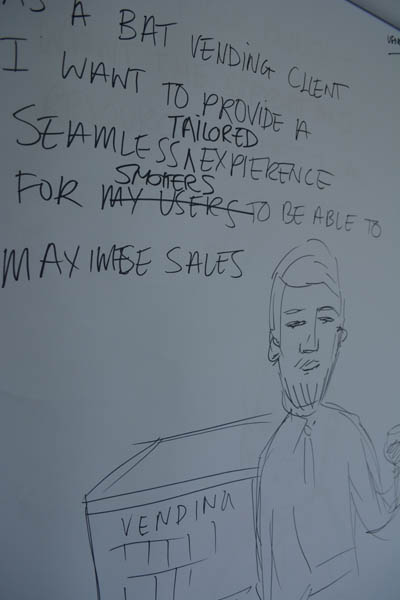 AS A BAT VENDING CLIENT
I WANT TO PROVIDE A
TAILORED
SEAMLESS ∧ EXPIERENCE
SMOKERS
FOR MY USERS TO BE ABLE TO
MAXIMISE SALES
VENDING